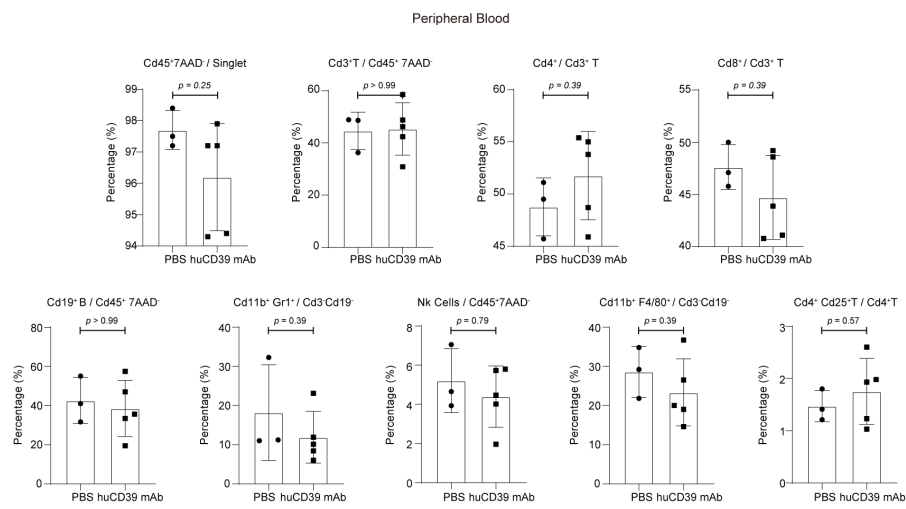 Peripheral Blood
Cd45⁺7AAD⁻/ Singlet
p = 0.25
Percentage (%)
99
98
97
96
95
94
PBS huCD39 mAb
Cd3⁺T / Cd45⁺ 7AAD⁻
p > 0.99
Percentage (%)
60
40
20
0
PBS huCD39 mAb
Cd4⁺/ Cd3⁺ T
p = 0.39
Percentage (%)
60
55
50
45
PBS huCD39 mAb
Cd8⁺/ Cd3⁺ T
p = 0.39
Percentage (%)
55
50
45
40
PBS huCD39 mAb
Cd19⁺ B / Cd45⁺ 7AAD⁻
p > 0.99
Percentage (%)
80
60
40
20
0
PBS huCD39 mAb
Cd11b⁺ Gr1⁺/ Cd3⁻Cd19⁻
p = 0.39
Percentage (%)
40
30
20
10
0
PBS huCD39 mAb
Nk Cells / Cd45⁺7AAD⁻
p = 0.79
Percentage (%)
8
6
4
2
0
PBS huCD39 mAb
Cd11b⁺ F4/80⁺ / Cd3⁻Cd19⁻
p = 0.39
Percentage (%)
40
30
20
10
0
PBS huCD39 mAb
Cd4⁺ Cd25⁺T / Cd4⁺T
p = 0.57
Percentage (%)
3
2
1
0
PBS huCD39 mAb